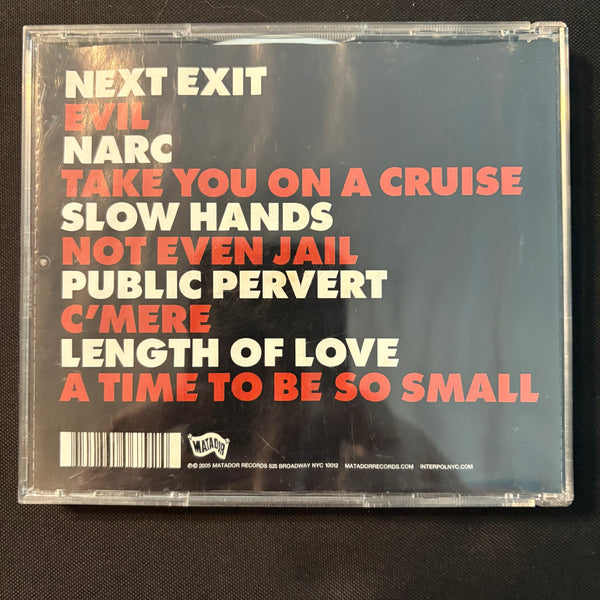 NEXT EXIT
EVIL
NARC
TAKE YOU ON A CRUISE
SLOW HANDS
NOT EVEN JAIL
PUBLIC PERVERT
C'MERE
LENGTH OF LOVE
A TIME TO BE SO SMALL
MATADOR
℗© 2005 MATADOR RECORDS 625 BROADWAY NYC 10012 MATADORRECORDS.COM INTERPOLNYC.COM